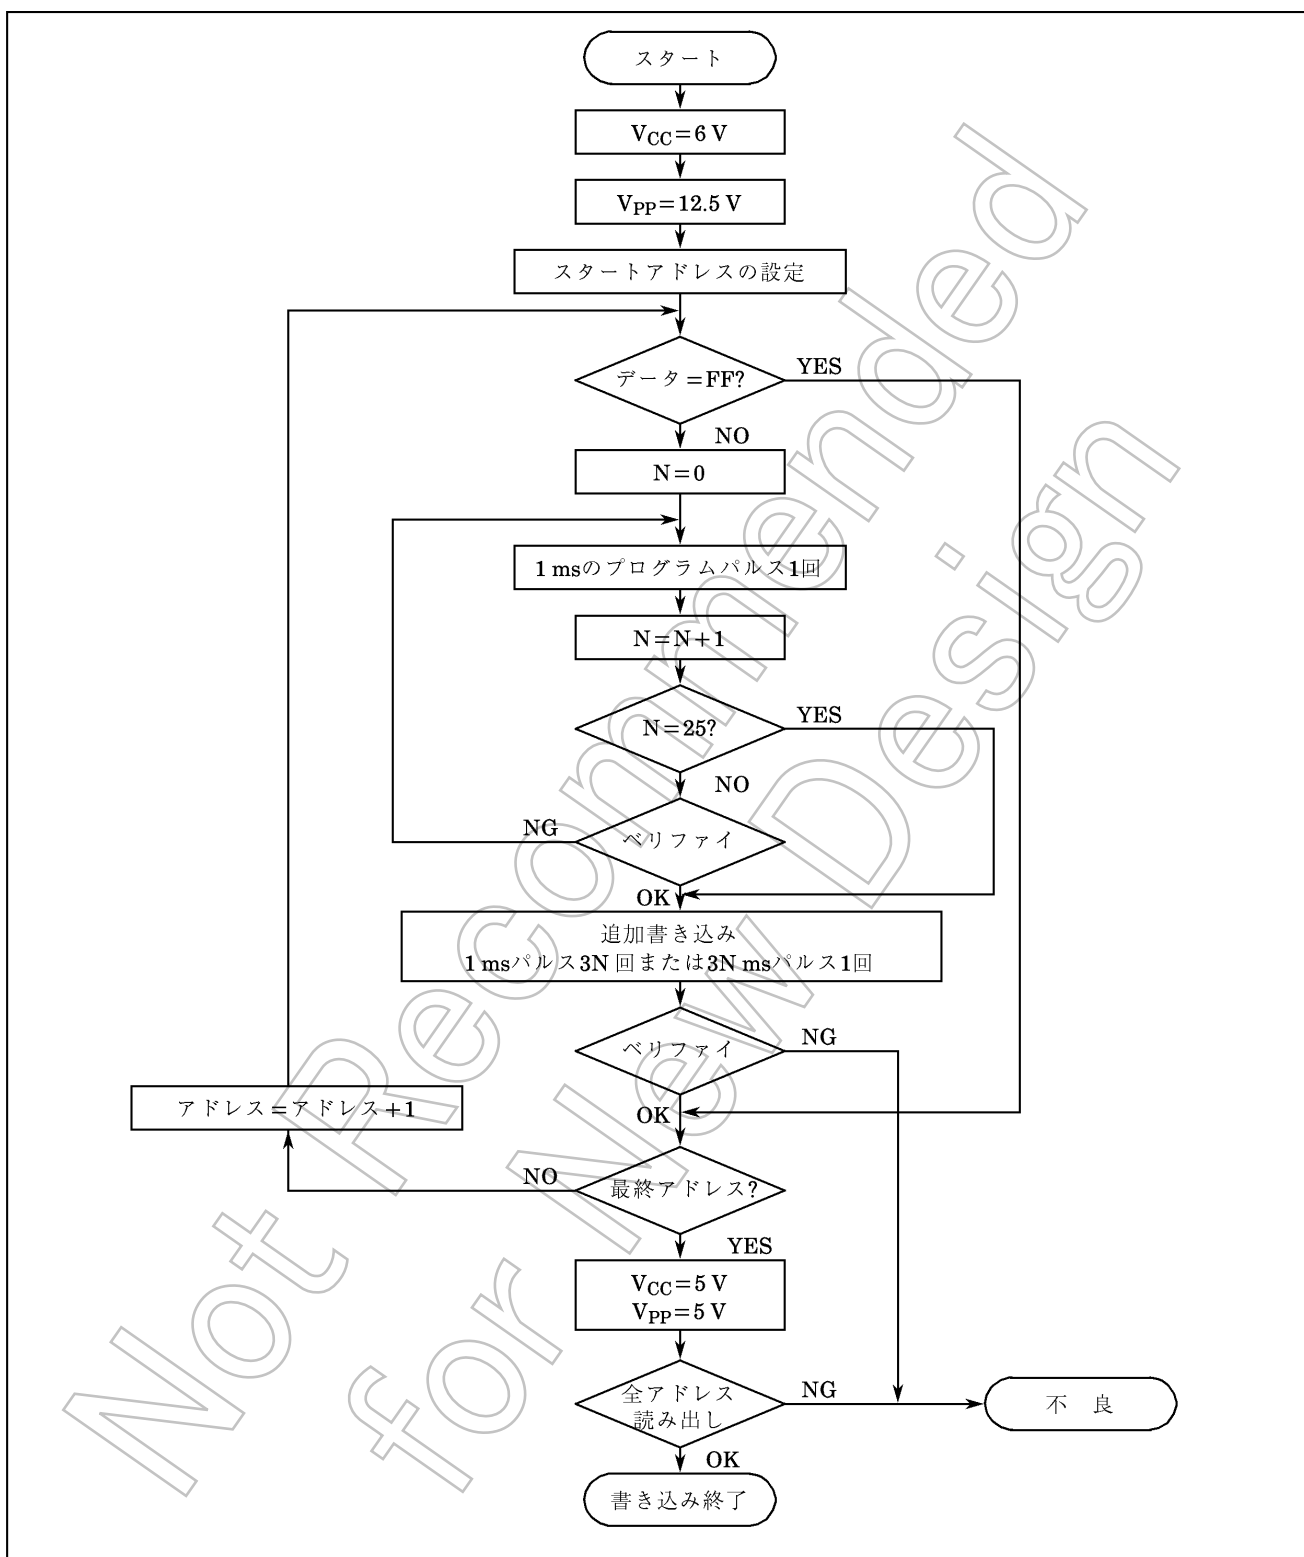 スタート
VCC=6 V
VPP=12.5 V
スタートアドレスの設定
データ=FF?
YES
NO
N=0
1 msのプログラムパルス1回
N=N+1
N=25?
YES
NO
ベリファイ
NG
OK
追加書き込み
1 msパルス3N 回または3N msパルス1回
ベリファイ
NG
OK
アドレス=アドレス+1
最終アドレス?
NO
YES
VCC=5 V
VPP=5 V
全アドレス
読み出し
NG
不 良
OK
書き込み終了
Not Recommended
for New Design